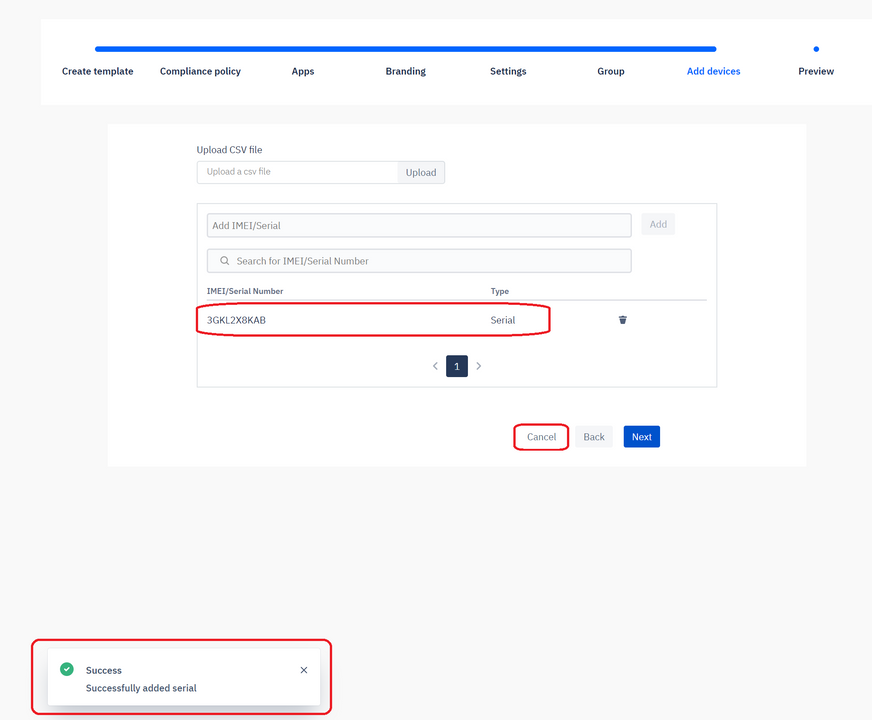 Create template Compliance policy Apps Branding Settings Group Add devices Preview
Upload CSV file
Upload a csv file Upload
Add IMEI/Serial Add
Search for IMEI/Serial Number
IMEI/Serial Number Type
3GKL2X8KAB Serial
1
Cancel Back Next
Success
Successfully added serial